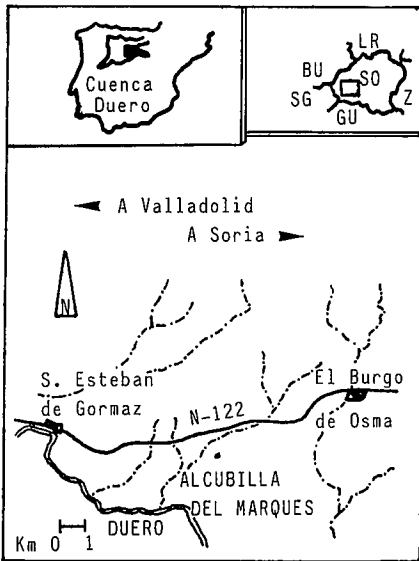 Cuenca
Duero
LR
BU
SO
SG
Z
GU
A Valladolid
A Soria
N
S. Esteban
de Gormaz
El Burgo
de Osma
N-122
ALCUBILLA
DEL MARQUES
DUERO
Km 0 1